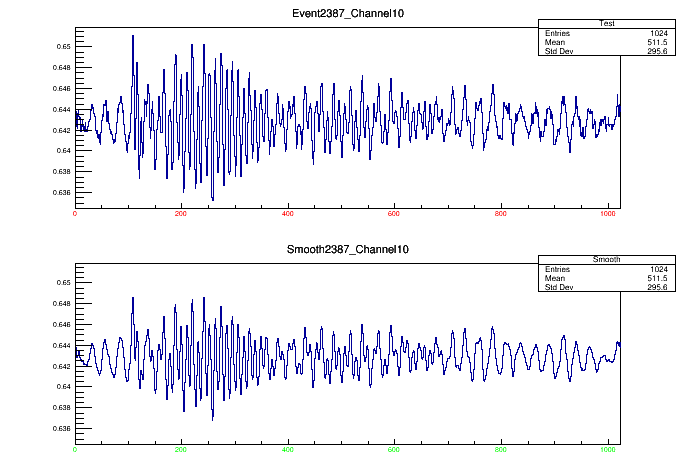 Event2387_Channel10
Test
Entries 1024
Mean 511.5
Std Dev 295.6
0.65
0.648
0.646
0.644
0.642
0.64
0.638
0.636
0 200 400 600 800 1000
Smooth2387_Channel10
Smooth
Entries 1024
Mean 511.5
Std Dev 295.6
0.65
0.648
0.646
0.644
0.642
0.64
0.638
0.636
0 200 400 600 800 1000